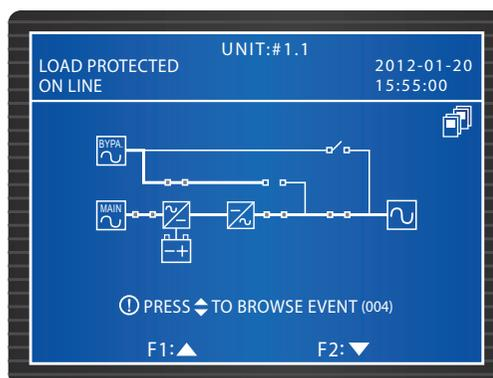 UNIT:#1.1
LOAD PROTECTED
ON LINE
2012-01-20
15:55:00
BYPA.
MAIN
! PRESS TO BROWSE EVENT (004)
F1:
F2: